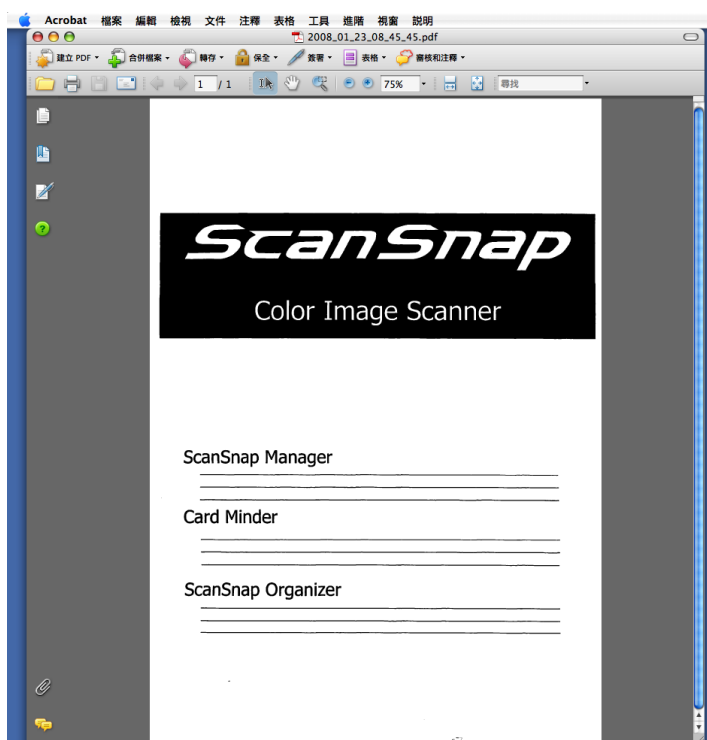 Acrobat 檔案 編輯 檢視 文件 注釋 表格 工具 進階 視窗 説明
2008_01_23_08_45_45.pdf
建立 PDF 合併檔案 轉存 保全 簽署 表格 審核和注釋
1 / 1 75% 尋找
ScanSnap
Color Image Scanner
ScanSnap Manager
Card Minder
ScanSnap Organizer